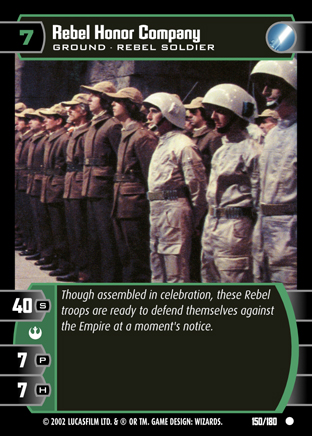 7
Rebel Honor Company
GROUND · REBEL SOLDIER
40 S
7 P
7 H
Though assembled in celebration, these Rebel
troops are ready to defend themselves against
the Empire at a moment's notice.
© 2002 LUCASFILM LTD. & ® OR TM. GAME DESIGN: WIZARDS. 150/180